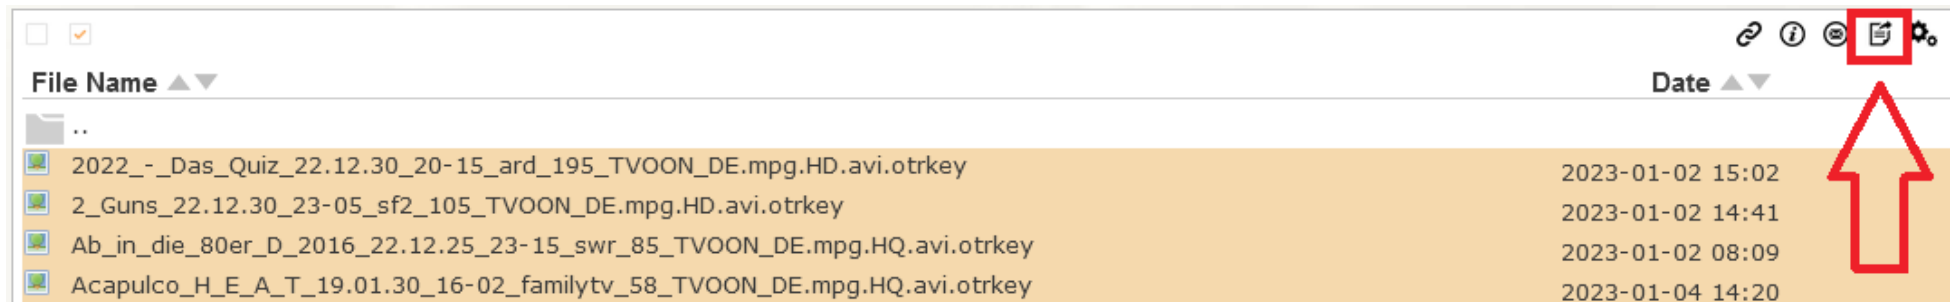 File Name Date
..
2022_-_Das_Quiz_22.12.30_20-15_ard_195_TVOON_DE.mpg.HD.avi.otrkey 2023-01-02 15:02
2_Guns_22.12.30_23-05_sf2_105_TVOON_DE.mpg.HD.avi.otrkey 2023-01-02 14:41
Ab_in_die_80er_D_2016_22.12.25_23-15_swr_85_TVOON_DE.mpg.HQ.avi.otrkey 2023-01-02 08:09
Acapulco_H_E_A_T_19.01.30_16-02_familytv_58_TVOON_DE.mpg.HQ.avi.otrkey 2023-01-04 14:20